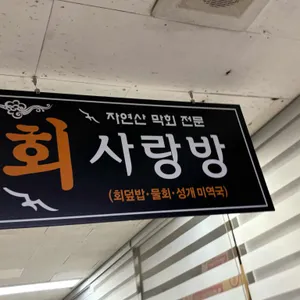 자연산 막회 전문
회 사랑방
(회덮밥·물회·성개 미역국)